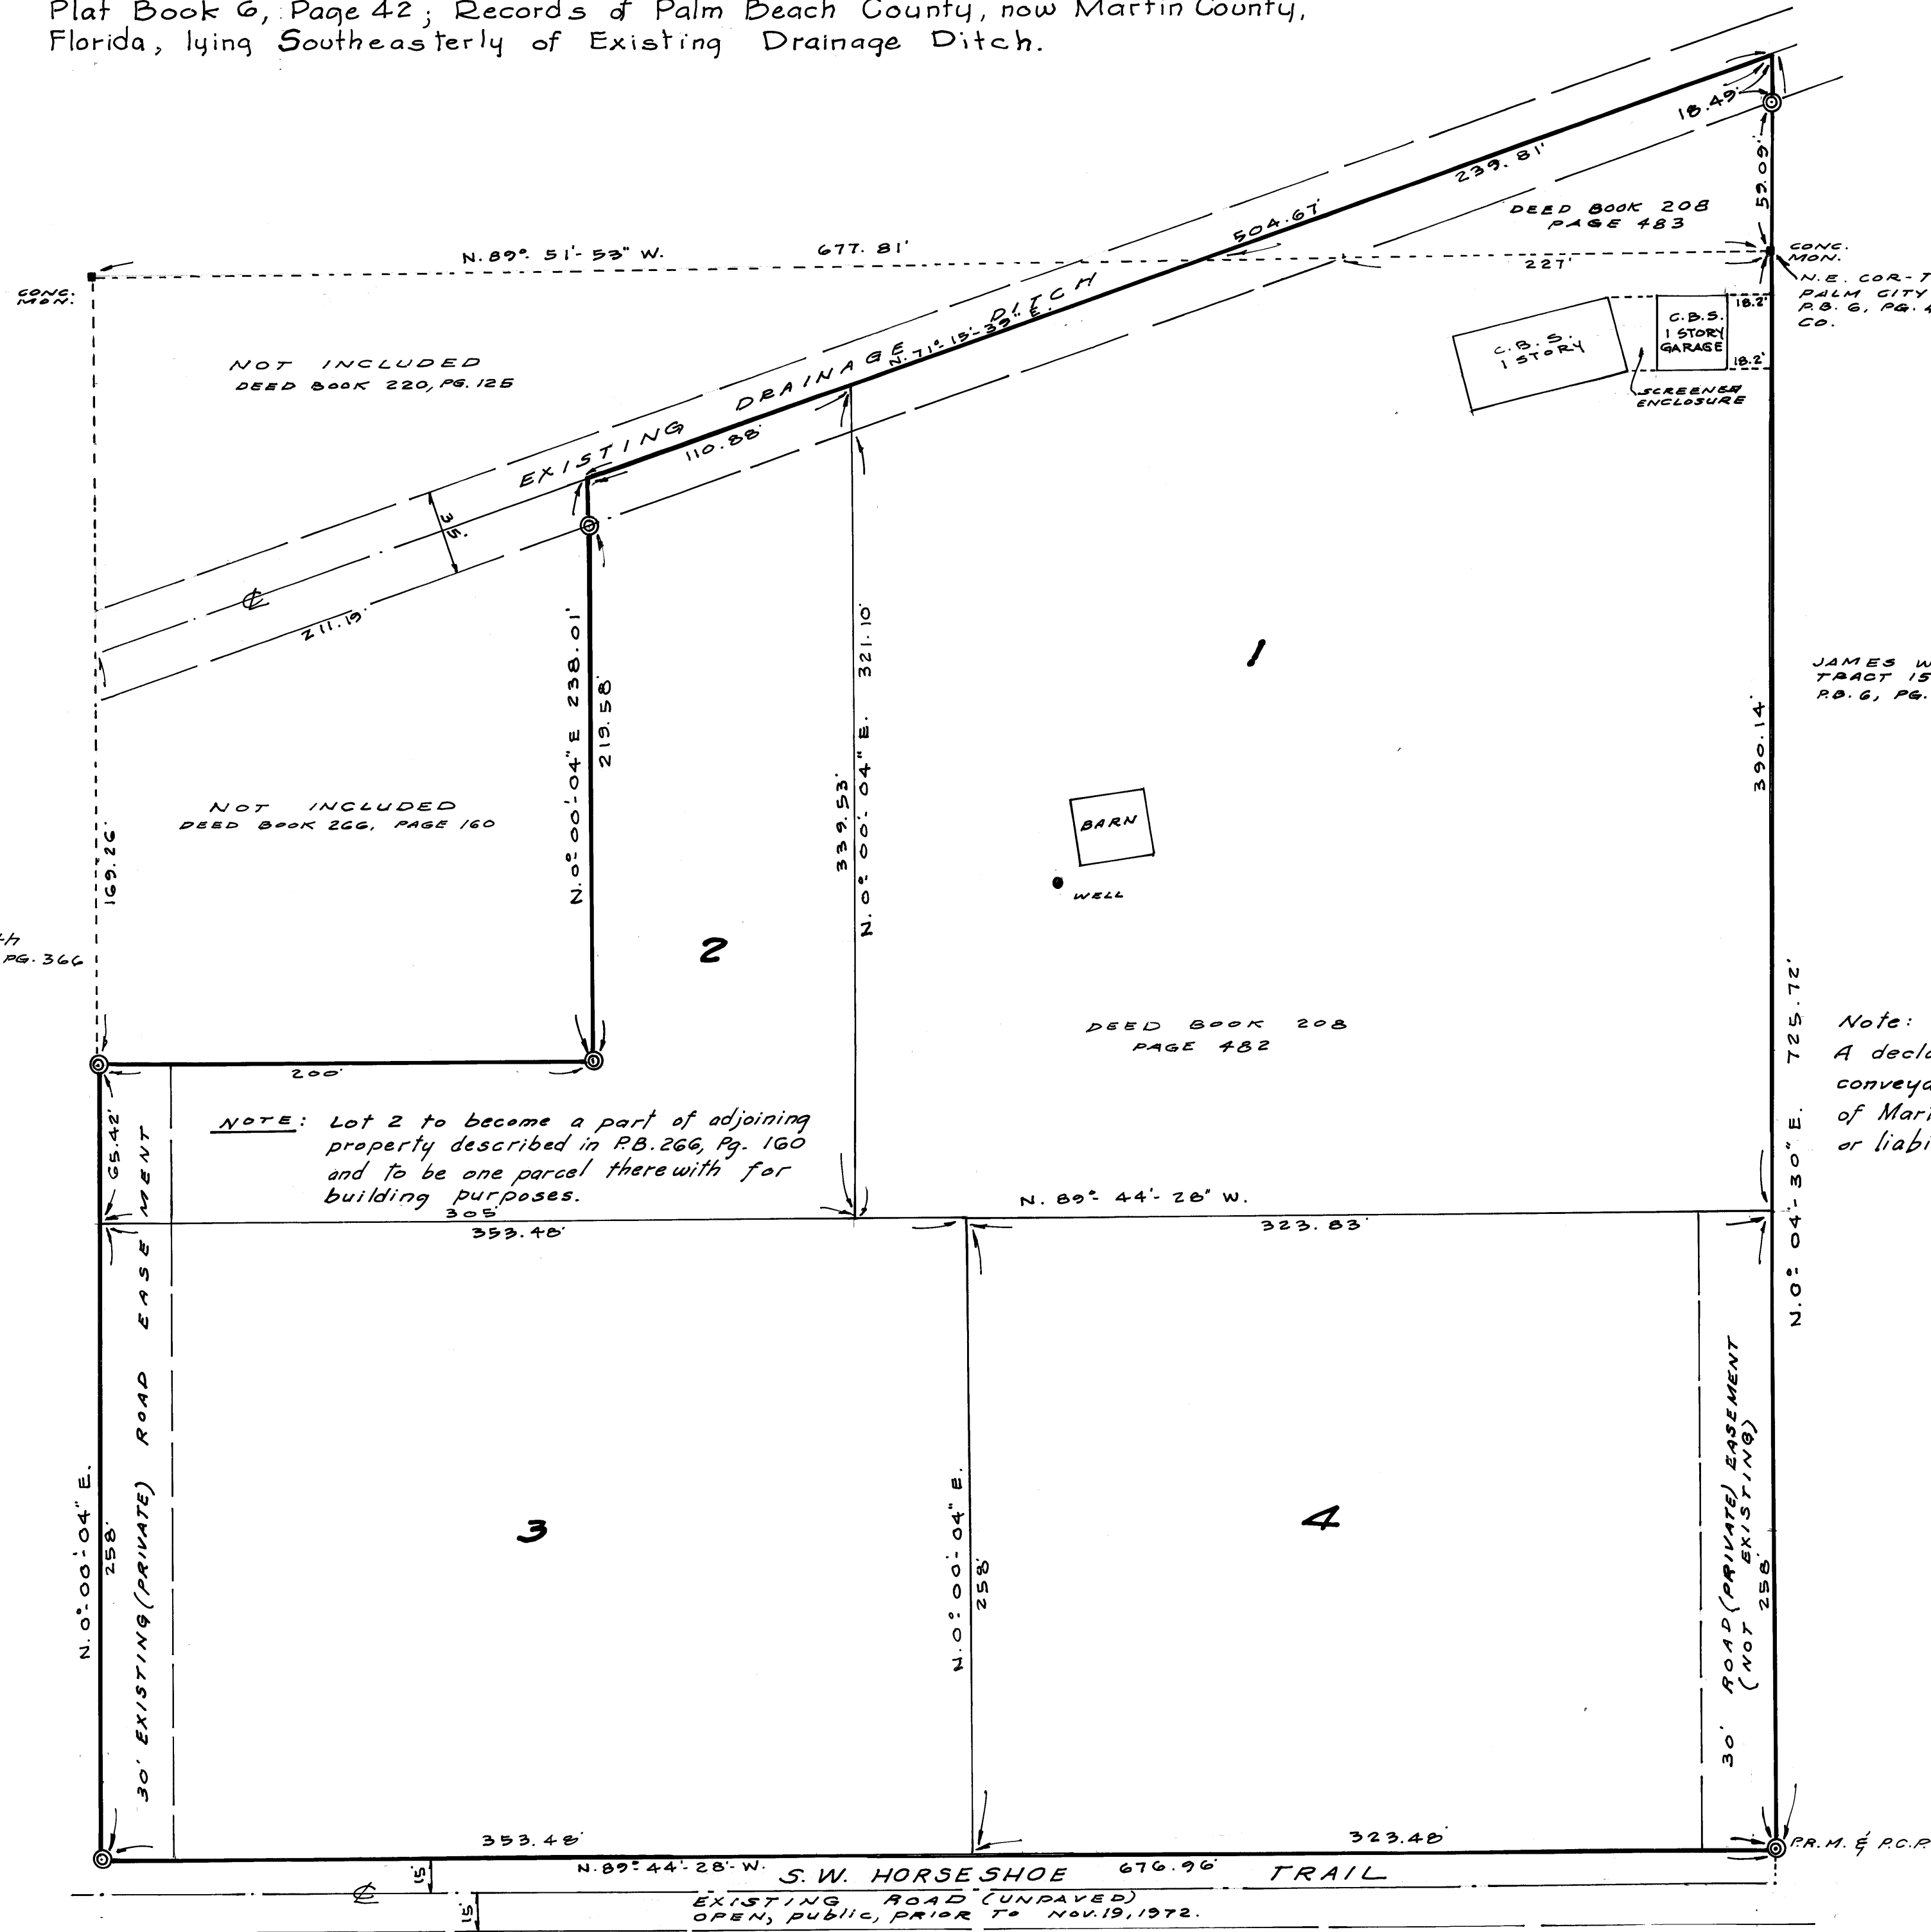 Plat Book 6, Page 42; Records of Palm Beach County, now Martin County,
Florida, lying Southeasterly of Existing Drainage Ditch.
18.49'
239.81'
59.09'
504.67'
DEED BOOK 208
PAGE 483
N. 89°- 51'- 53" W.
677.81'
227'
CONC.
MON.
CONC.
MON.
N.E. COR-
PALM CITY
P.B. 6, PG.
CO.
18.2'
C.B.S.
1 STORY
GARAGE
18.2'
C.B.S.
1 STORY
SCREENED
ENCLOSURE
NOT INCLUDED
DEED BOOK 220, PG. 125
EXISTING DRAINAGE DITCH
N. 71°- 15'- 39" E.
110.88'
35'
℄
211.19'
N.0°-00'-04" E 238.01'
219.58'
339.53'
N.0°-00'-04" E. 321.10'
1
390.14'
JAMES
TRACT 15
P.B. 6, PG.
NOT INCLUDED
DEED BOOK 266, PAGE 160
169.26'
BARN
WELL
PG. 366
2
DEED BOOK 208
PAGE 482
N.0°-04'-30" E. 725.72'
Note:
A
of
or
200'
65.42'
NOTE: Lot 2 to become a part of adjoining
property described in P.B. 266, Pg. 160
and to be one parcel therewith for
building purposes.
305'
353.48'
N. 89°- 44'- 28" W.
323.83'
30' EXISTING (PRIVATE) ROAD EASEMENT
N.0°-00'-04" E.
258'
3
N.0°-00'-04" E.
258'
4
30' ROAD (PRIVATE) EASEMENT
(NOT EXISTING)
258'
353.48'
323.48'
P.R.M. & P.C.P.
N. 89°- 44'- 28'- W.
676.96'
15'
S.W. HORSESHOE TRAIL
℄
15'
EXISTING ROAD (UNPAVED)
OPEN, public, PRIOR TO NOV. 19, 1972.